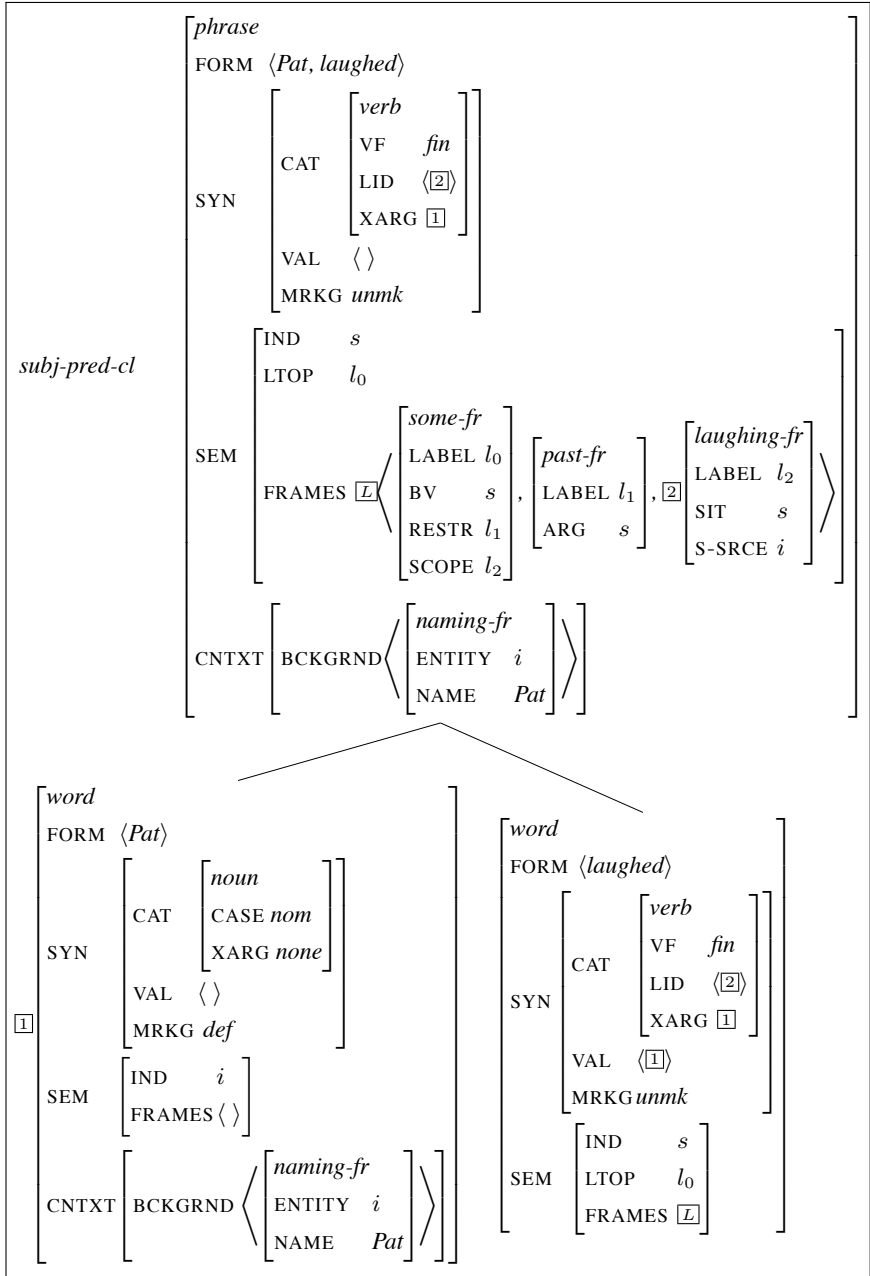 phrase
FORM ⟨Pat, laughed⟩
verb
VF fin
CAT
LID ⟨[2]⟩
SYN
XARG [1]
VAL ⟨ ⟩
MRKG unmk
IND s
subj-pred-cl
LTOP l0
some-fr
laughing-fr
LABEL l0
past-fr
LABEL l2
SEM
FRAMES [L] ⟨ BV s , LABEL l1 , [2] SIT s ⟩
RESTR l1
ARG s
S-SRCE i
SCOPE l2
naming-fr
CNTXT BCKGRND ⟨ ENTITY i ⟩
NAME Pat
word
FORM ⟨Pat⟩
noun
CAT CASE nom
SYN
XARG none
VAL ⟨ ⟩
[1]
MRKG def
IND i
SEM
FRAMES ⟨ ⟩
naming-fr
CNTXT BCKGRND ⟨ ENTITY i ⟩
NAME Pat
word
FORM ⟨laughed⟩
verb
VF fin
CAT
LID ⟨[2]⟩
SYN
XARG [1]
VAL ⟨[1]⟩
MRKG unmk
IND s
SEM LTOP l0
FRAMES [L]